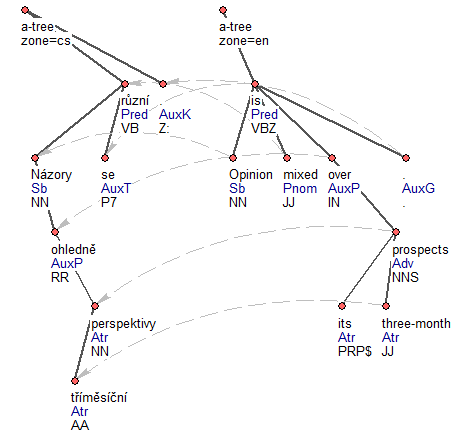 a-tree
zone=cs
a-tree
zone=en
různí
Pred
VB
.
AuxK
Z:
is
Pred
VBZ
Názory
Sb
NN
se
AuxT
P7
Opinion
Sb
NN
mixed
Pnom
JJ
over
AuxP
IN
.
AuxG
.
ohledně
AuxP
RR
prospects
Adv
NNS
perspektivy
Atr
NN
its
Atr
PRP$
three-month
Atr
JJ
tříměsíční
Atr
AA